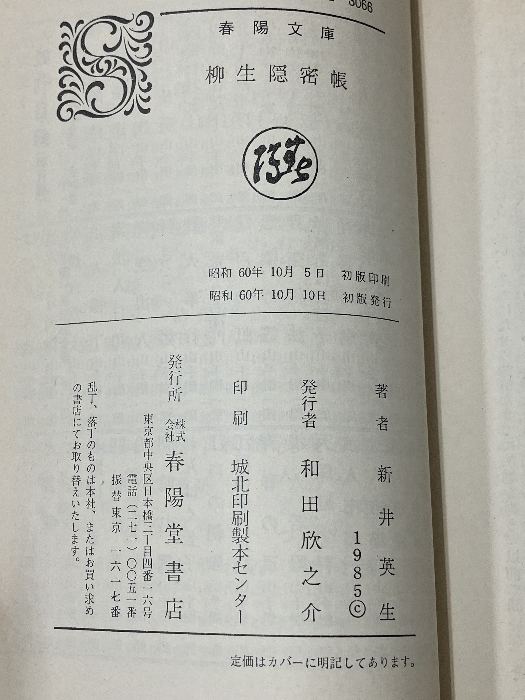 3066
春陽文庫
柳生隠密帳
昭和 60年 10月 5日 初版印刷
昭和 60年 10月 10日 初版発行
著者 新井英生
1985©
発行者 和田欣之介
印刷 城北印刷製本センター
発行所 株式会社 春陽堂書店
東京都中央区日本橋三丁目四番一六号
電話(二七一)〇〇五一番
振替東京 一六一七番
乱丁、落丁のものは本社、またはお買い求め
の書店にてお取り替えいたします。
定価はカバーに明記してあります。